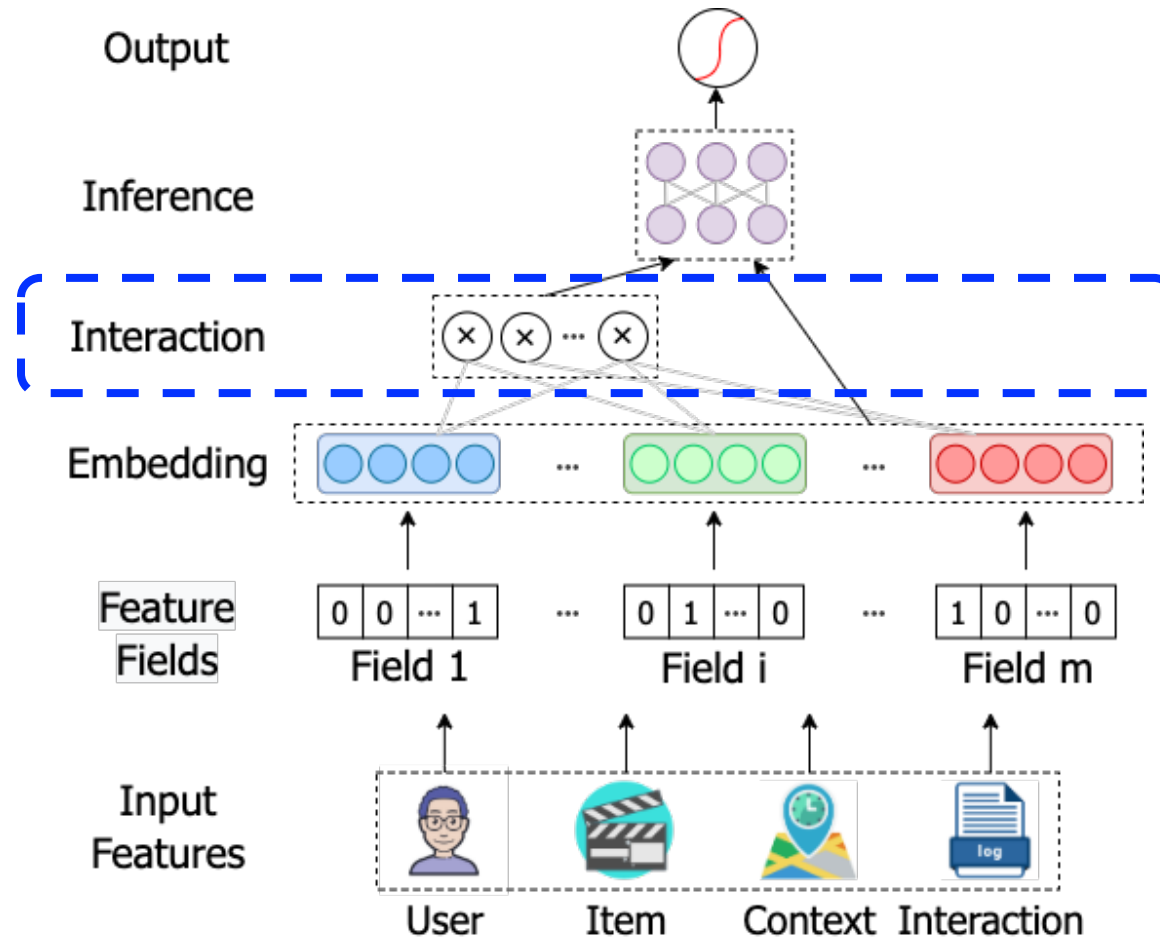 Output
Inference
Interaction
× × ... ×
Embedding
... ...
Feature
Fields
0 0 ... 1 ... 0 1 ... 0 ... 1 0 ... 0
Field 1 Field i Field m
Input
Features
log
User Item Context Interaction